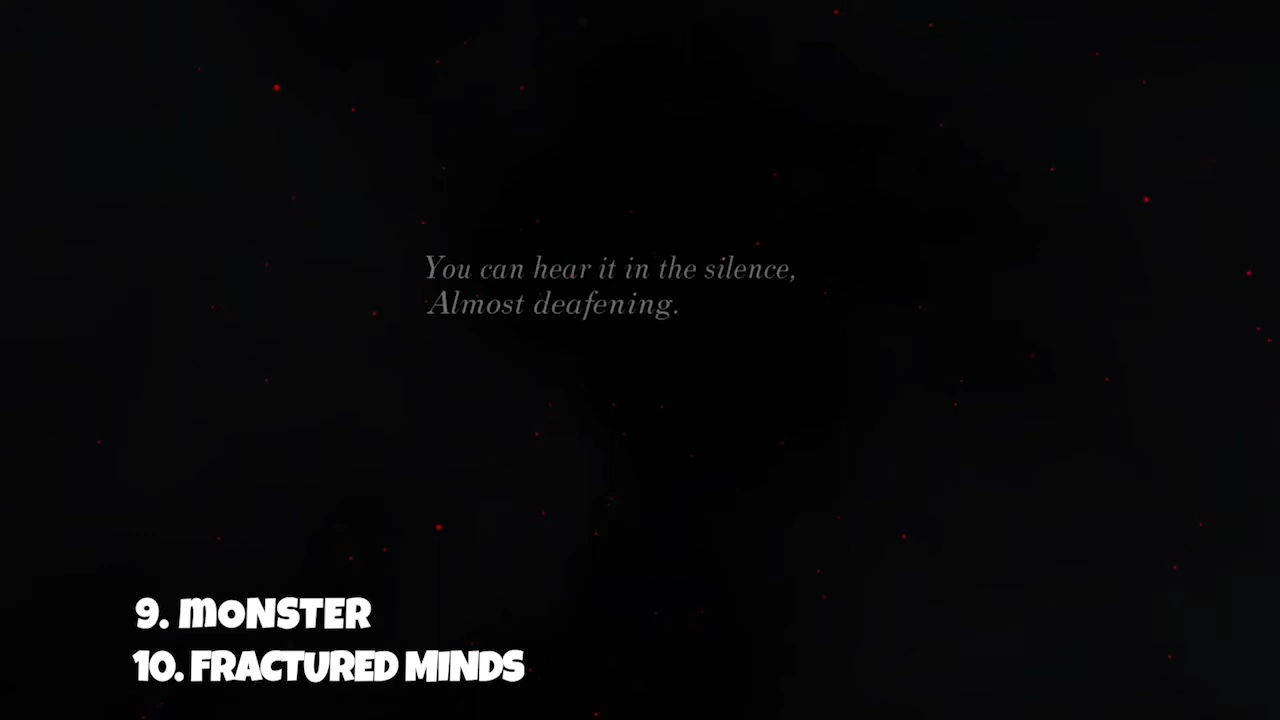 You can hear it in the silence,
Almost deafening.
9. MONSTER
10. FRACTURED MINDS